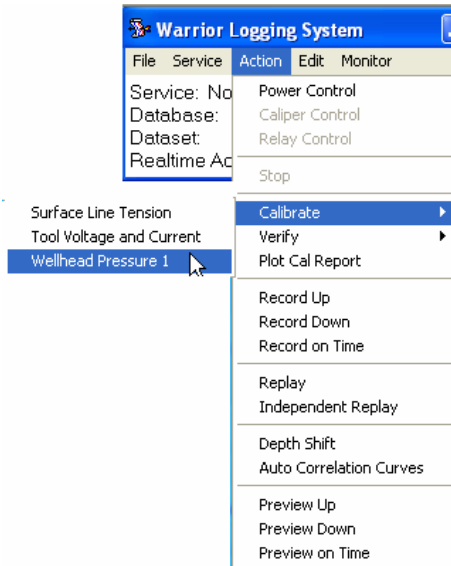 Warrior Logging System
File Service Action Edit Monitor
Service: No
Database:
Dataset:
Realtime Ac
Power Control
Caliper Control
Relay Control
Stop
Calibrate
Verify
Plot Cal Report
Surface Line Tension
Tool Voltage and Current
Wellhead Pressure 1
Record Up
Record Down
Record on Time
Replay
Independent Replay
Depth Shift
Auto Correlation Curves
Preview Up
Preview Down
Preview on Time